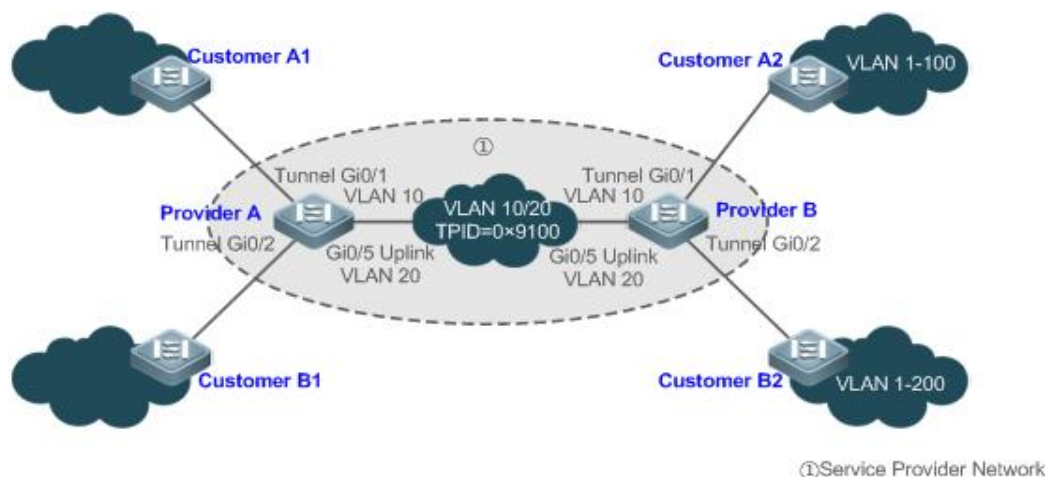 Customer A1
Customer A2
VLAN 1-100
①
Tunnel Gi0/1
VLAN 10
Provider A
Tunnel Gi0/2
Gi0/5 Uplink
VLAN 20
VLAN 10/20
TPID=0×9100
Tunnel Gi0/1
VLAN 10
Provider B
Tunnel Gi0/2
Gi0/5 Uplink
VLAN 20
Customer B1
Customer B2
VLAN 1-200
①Service Provider Network